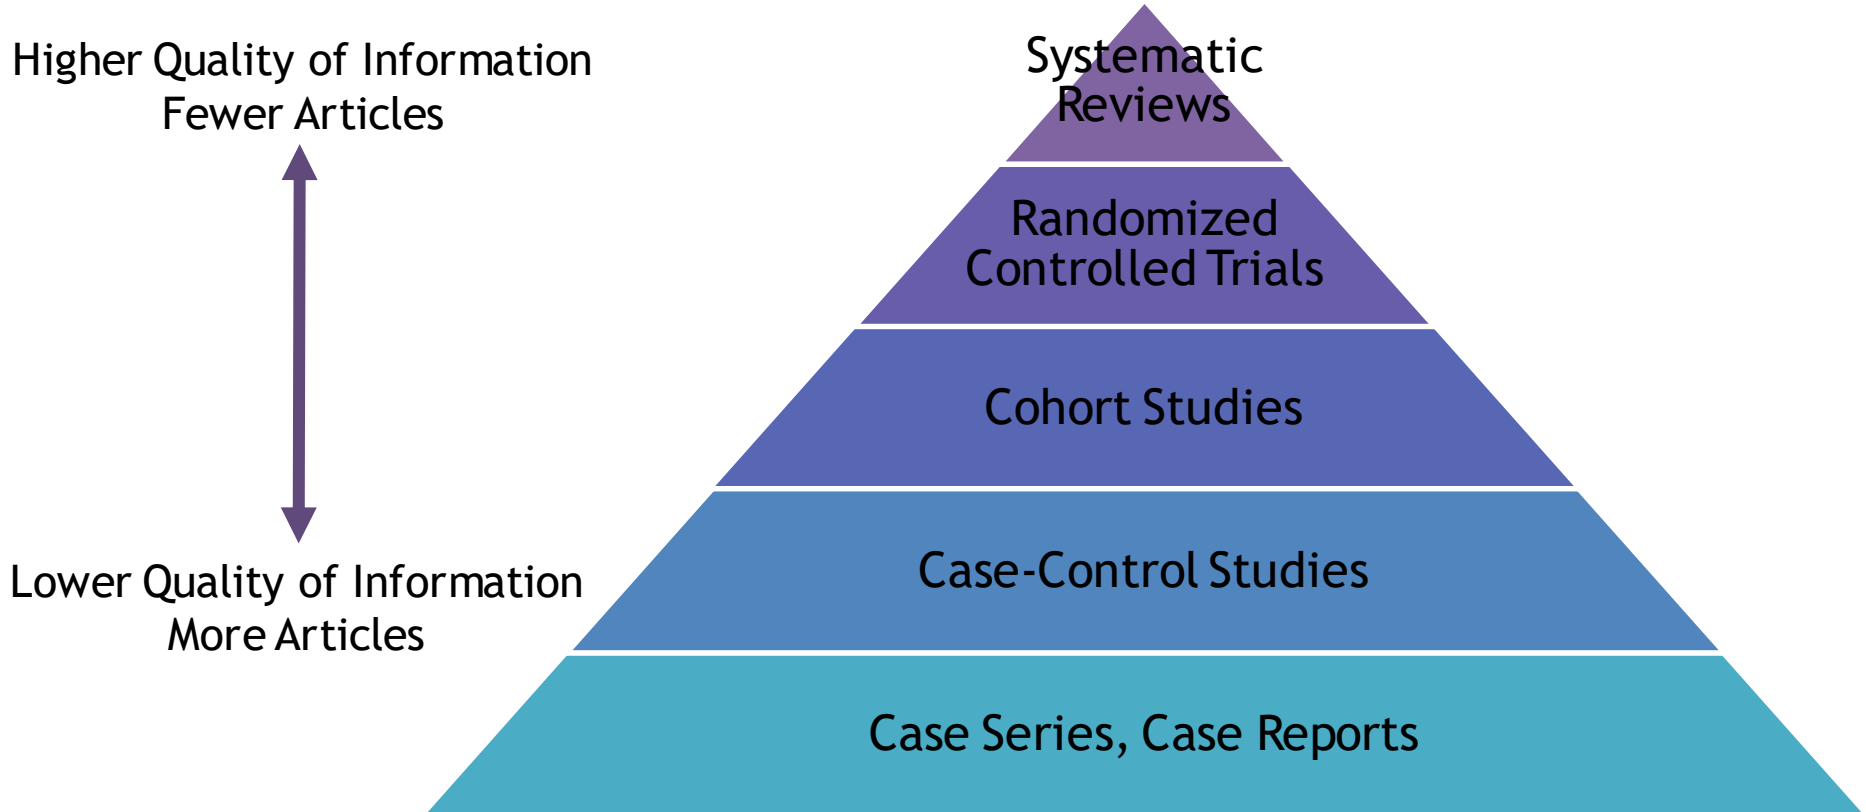 Higher Quality of Information
Fewer Articles
Lower Quality of Information
More Articles
Systematic
Reviews
Randomized
Controlled Trials
Cohort Studies
Case-Control Studies
Case Series, Case Reports